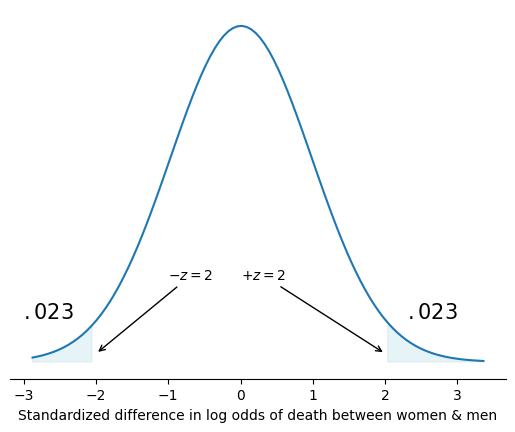 −z = 2
+z = 2
.023
.023
−3 −2 −1 0 1 2 3
Standardized difference in log odds of death between women & men